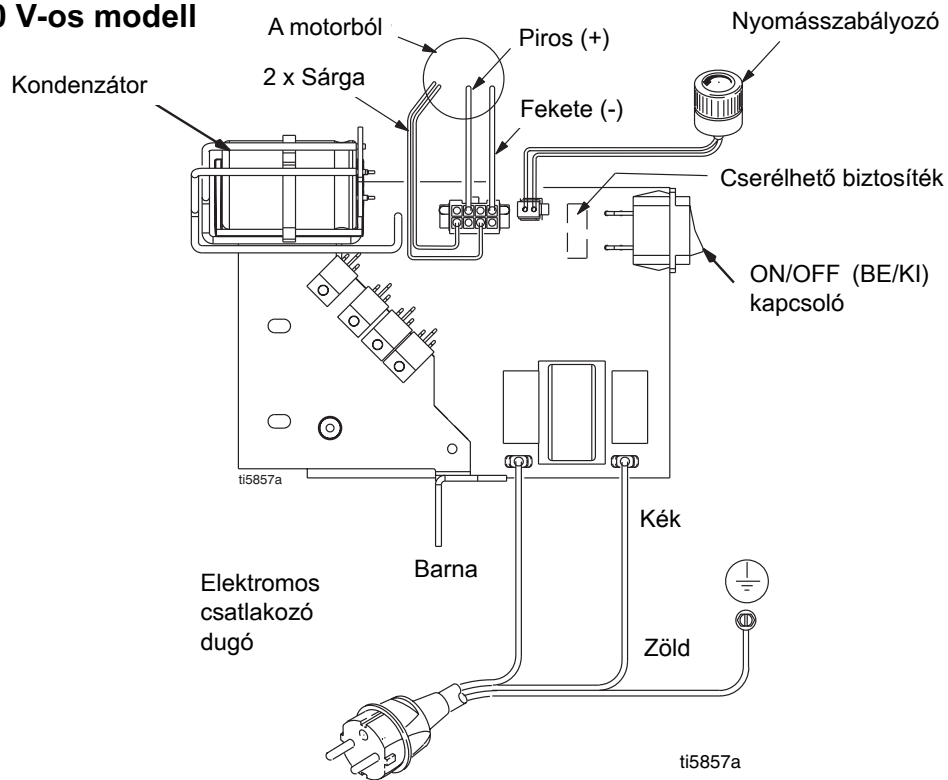 0 V-os modell
A motorból
Nyomásszabályozó
Piros (+)
2 x Sárga
Kondenzátor
Fekete (-)
Cserélhető biztosíték
ON/OFF (BE/KI)
kapcsoló
ti5857a
Kék
Barna
Elektromos
csatlakozó
dugó
Zöld
ti5857a